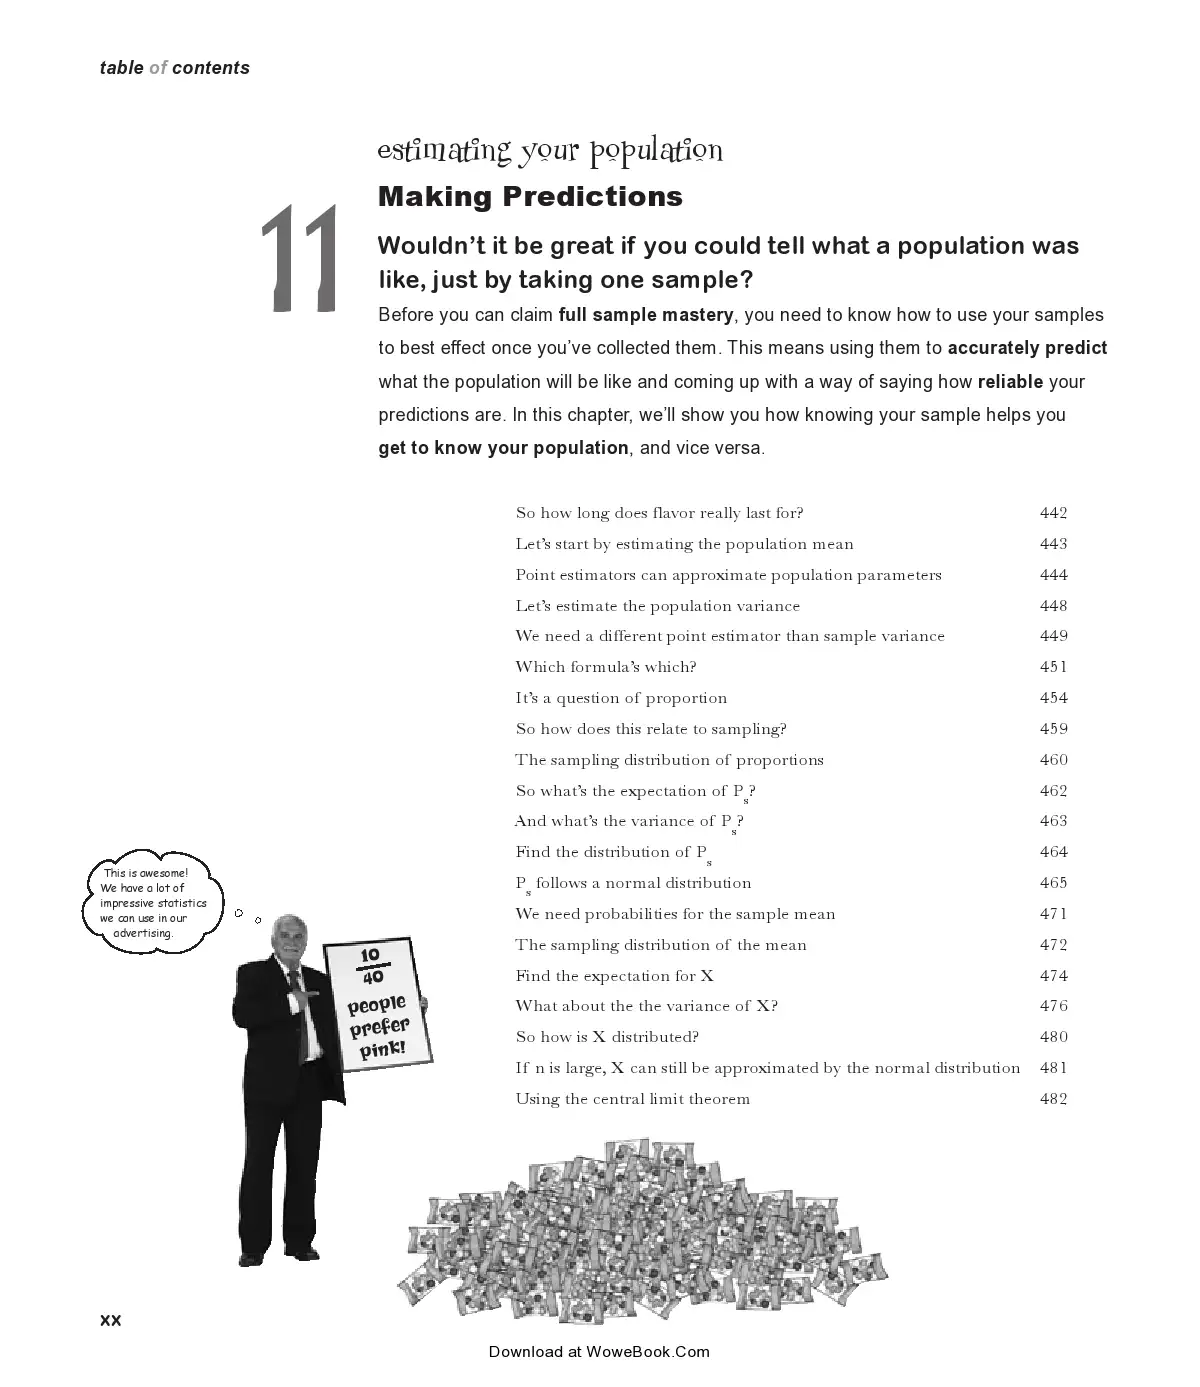 table of contents
estimating your population
11
Making Predictions
Wouldn’t it be great if you could tell what a population was
like, just by taking one sample?
Before you can claim full sample mastery, you need to know how to use your samples
to best effect once you’ve collected them. This means using them to accurately predict
what the population will be like and coming up with a way of saying how reliable your
predictions are. In this chapter, we’ll show you how knowing your sample helps you
get to know your population, and vice versa.
So how long does flavor really last for? 442
Let’s start by estimating the population mean 443
Point estimators can approximate population parameters 444
Let’s estimate the population variance 448
We need a different point estimator than sample variance 449
Which formula’s which? 451
It’s a question of proportion 454
So how does this relate to sampling? 459
The sampling distribution of proportions 460
So what’s the expectation of Ps? 462
And what’s the variance of Ps? 463
Find the distribution of Ps 464
Ps follows a normal distribution 465
We need probabilities for the sample mean 471
The sampling distribution of the mean 472
Find the expectation for X 474
What about the the variance of X? 476
So how is X distributed? 480
If n is large, X can still be approximated by the normal distribution 481
Using the central limit theorem 482
This is awesome!
We have a lot of
impressive statistics
we can use in our
advertising.
10
40
people
prefer
pink!
xx
Download at WoweBook.Com